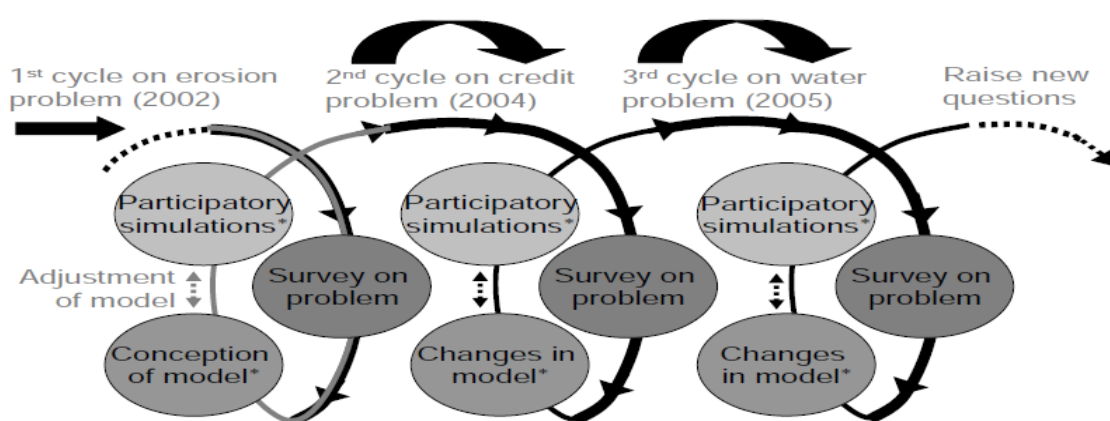 1st cycle on erosion
problem (2002)
2nd cycle on credit
problem (2004)
3rd cycle on water
problem (2005)
Raise new
questions
Participatory
simulations*
Participatory
simulations*
Participatory
simulations*
Adjustment
of model
Survey on
problem
Survey on
problem
Survey on
problem
Conception
of model*
Changes in
model*
Changes
in model*